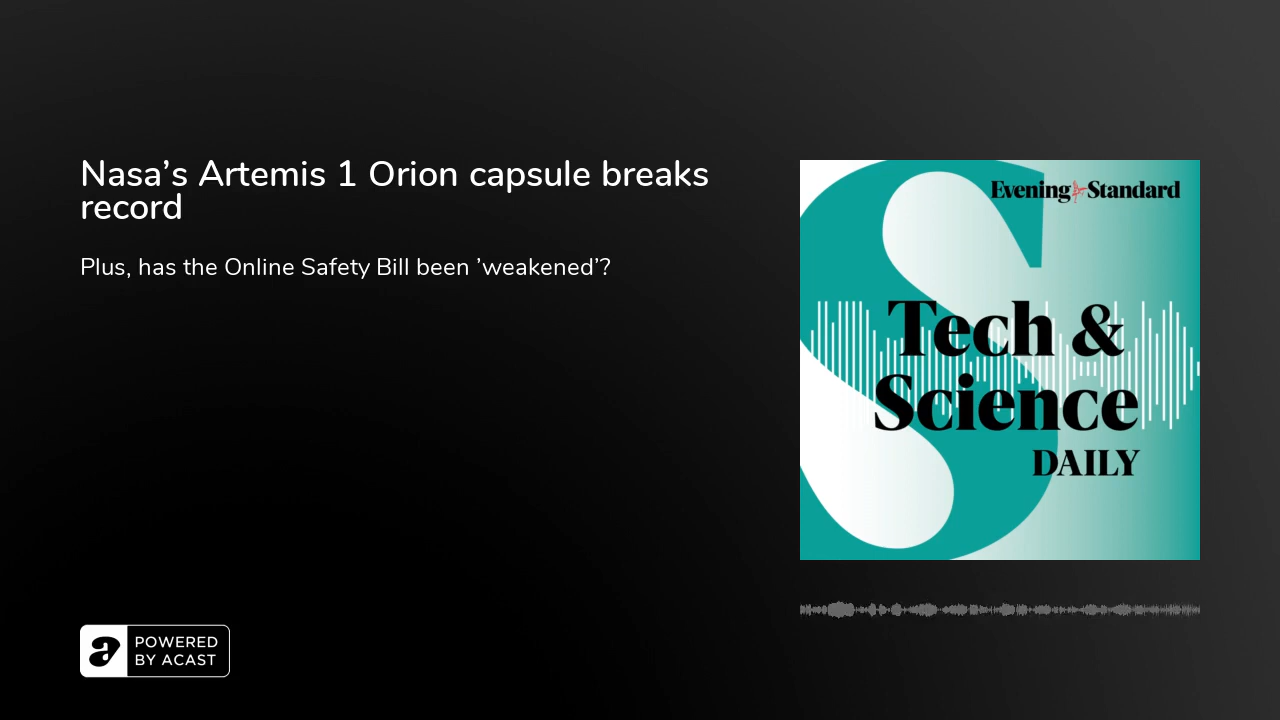 Nasa’s Artemis 1 Orion capsule breaks
record
Plus, has the Online Safety Bill been ’weakened’?
Evening Standard
Tech &
Science
DAILY
POWERED
BY ACAST